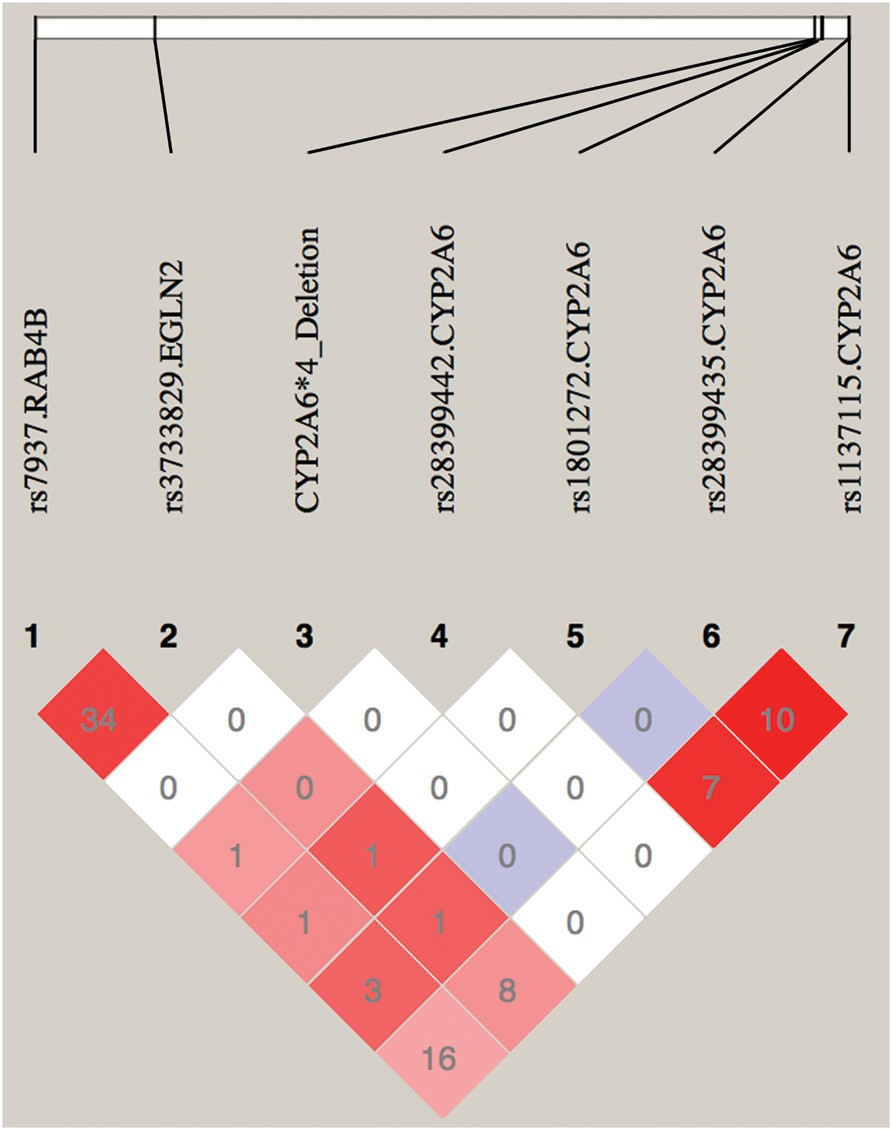 rs7937.RAB4B
rs3733829.EGLN2
CYP2A6*4_Deletion
rs28399442.CYP2A6
rs1801272.CYP2A6
rs28399435.CYP2A6
rs1137115.CYP2A6
1 2 3 4 5 6 7
34 0 0 0 0 10
0 0 0 0 7
1 1 0 0
1 1 0
3 8
16